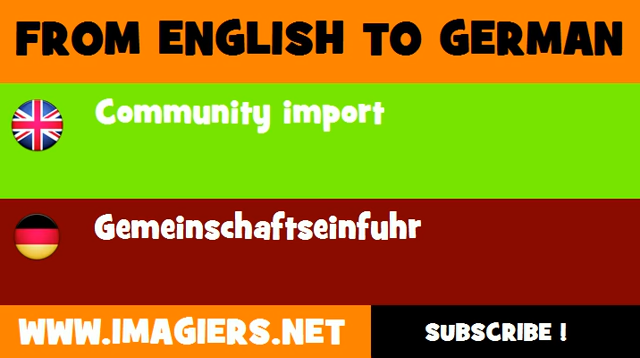 FROM ENGLISH TO GERMAN
Community import
Gemeinschaftseinfuhr
WWW.IMAGIERS.NET
SUBSCRIBE !